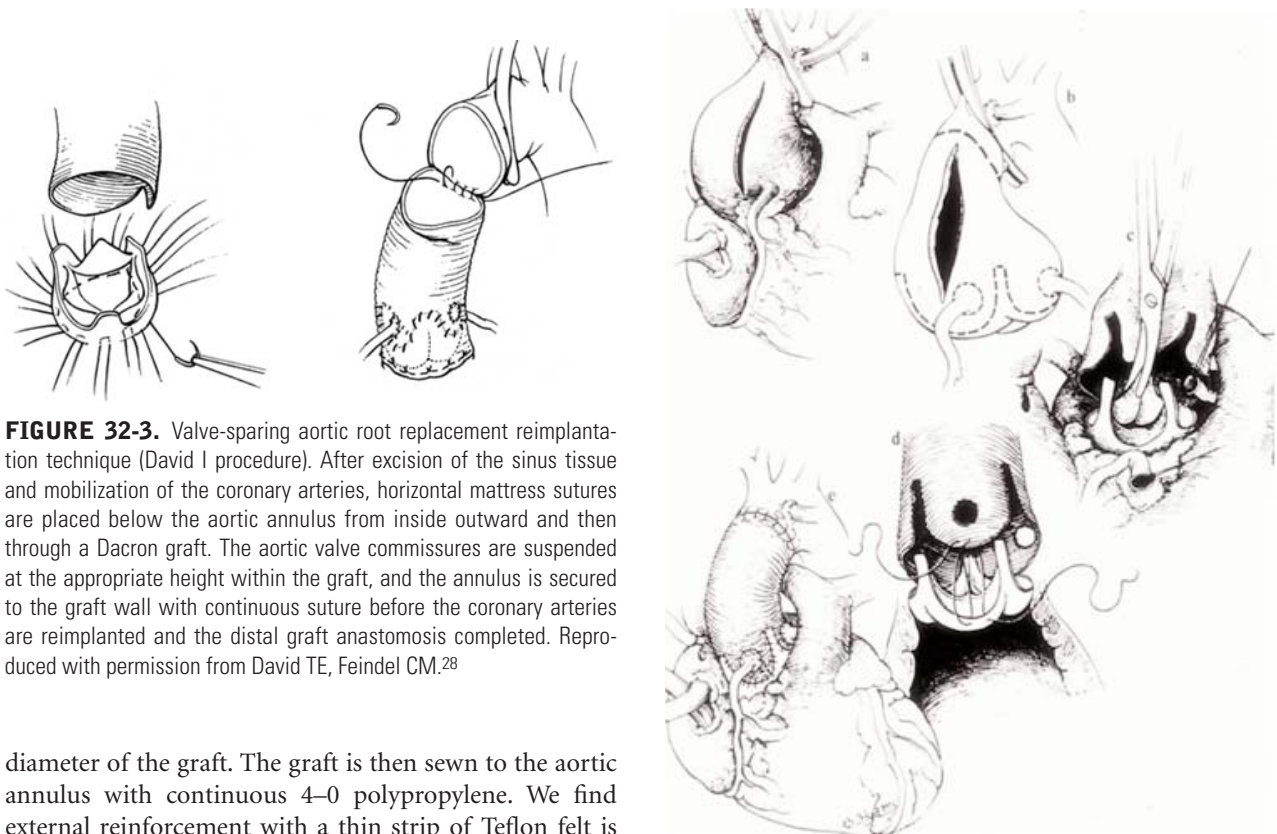 FIGURE 32-3. Valve-sparing aortic root replacement reimplanta-
tion technique (David I procedure). After excision of the sinus tissue
and mobilization of the coronary arteries, horizontal mattress sutures
are placed below the aortic annulus from inside outward and then
through a Dacron graft. The aortic valve commissures are suspended
at the appropriate height within the graft, and the annulus is secured
to the graft wall with continuous suture before the coronary arteries
are reimplanted and the distal graft anastomosis completed. Repro-
duced with permission from David TE, Feindel CM.28
diameter of the graft. The graft is then sewn to the aortic
annulus with continuous 4–0 polypropylene. We find
external reinforcement with a thin strip of Teflon felt is
a
b
c
d
e